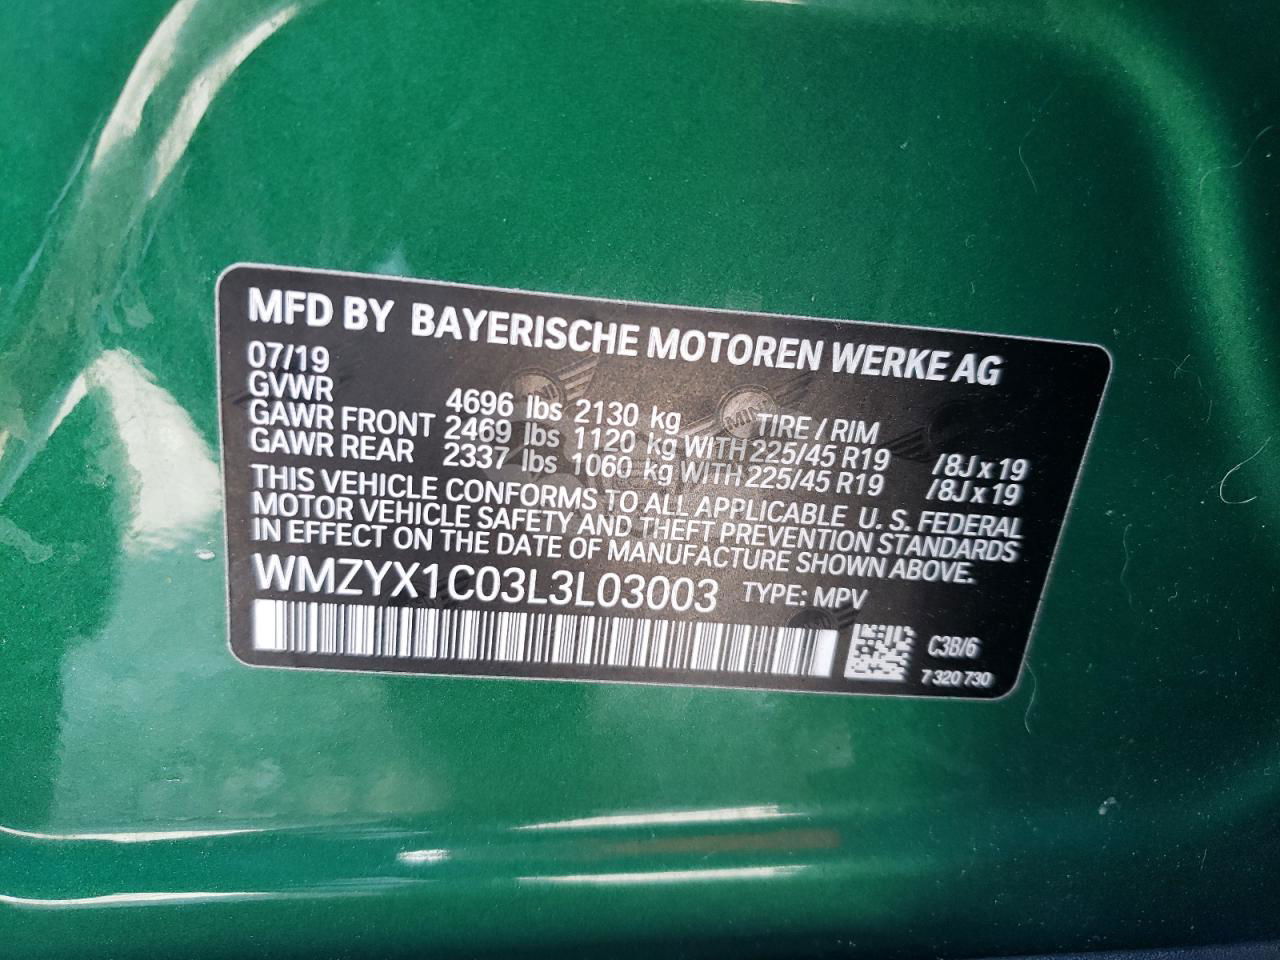 MFD BY BAYERISCHE MOTOREN WERKE AG
07/19
GVWR 4696 lbs 2130 kg TIRE / RIM
GAWR FRONT 2469 lbs 1120 kg WITH 225/45 R19 /8J x 19
GAWR REAR 2337 lbs 1060 kg WITH 225/45 R19 /8J x 19
THIS VEHICLE CONFORMS TO ALL APPLICABLE U. S. FEDERAL
MOTOR VEHICLE SAFETY AND THEFT PREVENTION STANDARDS
IN EFFECT ON THE DATE OF MANUFACTURE SHOWN ABOVE.
WMZYX1C03L3L03003 TYPE: MPV
C3B/6
7 320 730
MINI
MINI